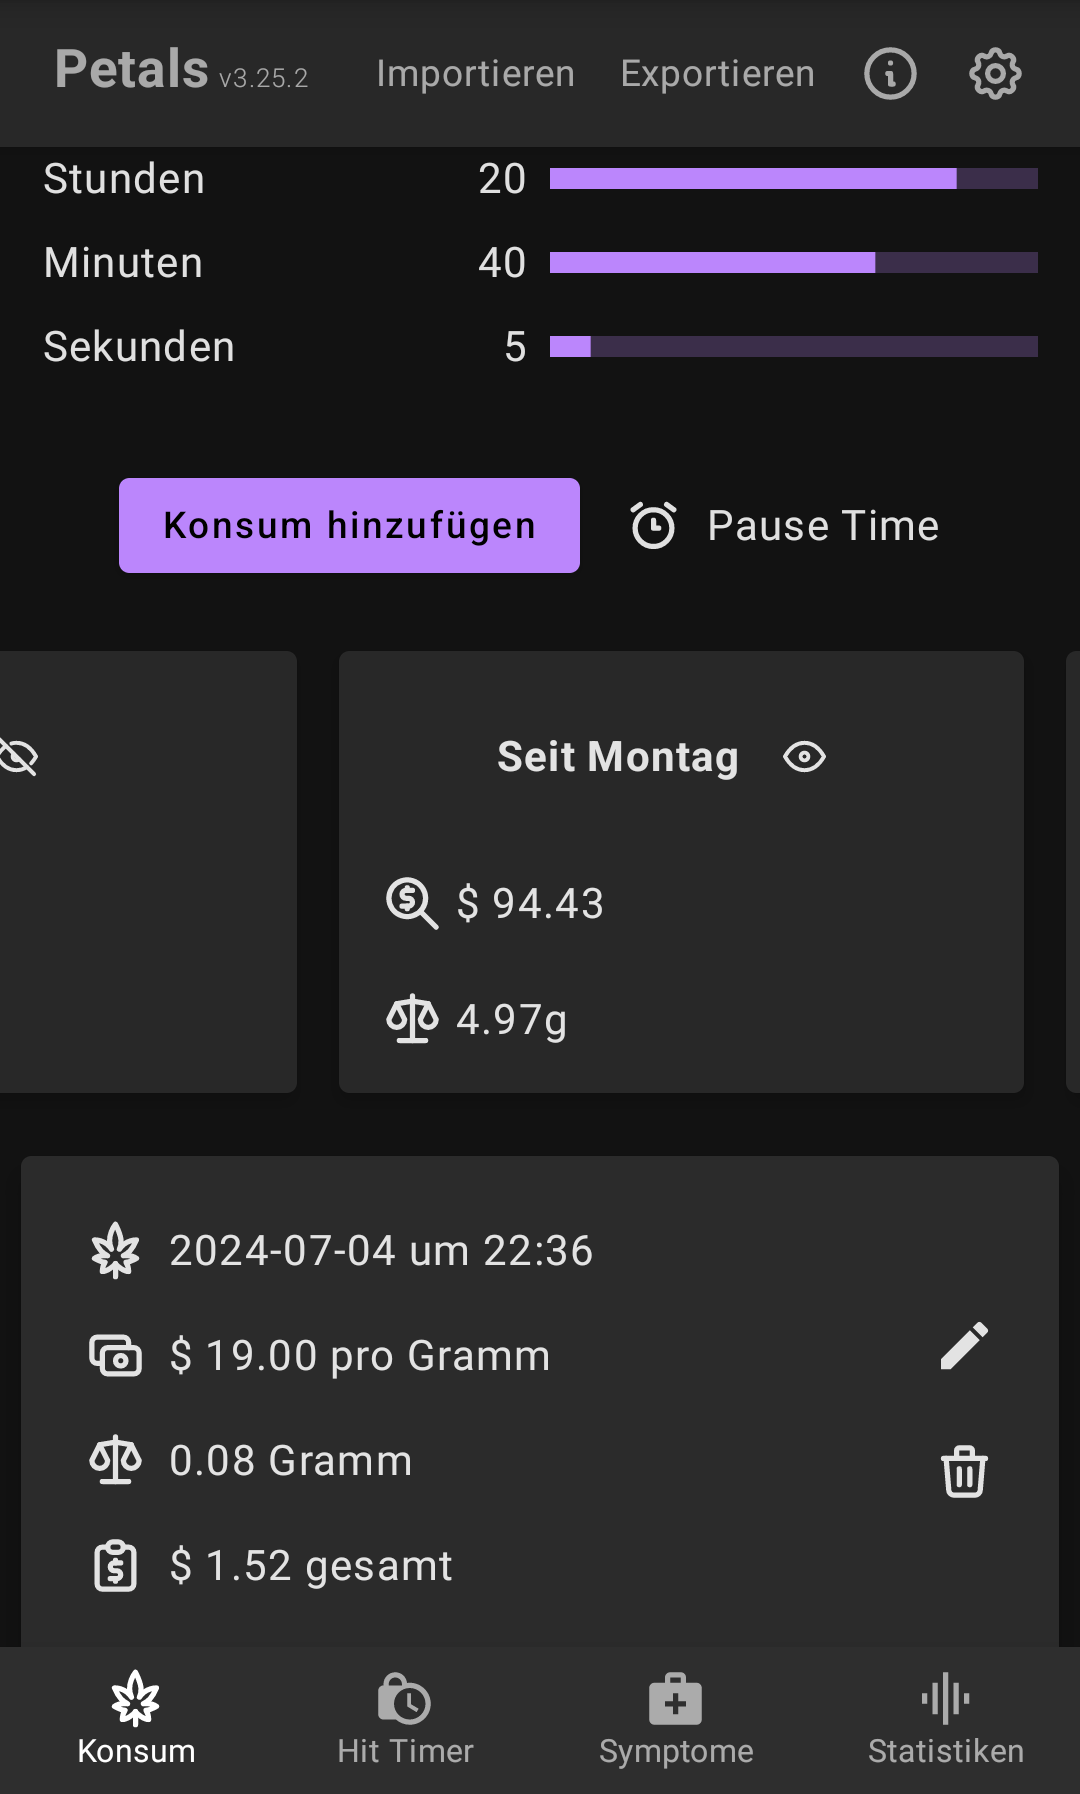 Petals v3.25.2 Importieren Exportieren
Stunden 20
Minuten 40
Sekunden 5
Konsum hinzufügen Pause Time
Seit Montag
$ 94.43
4.97g
2024-07-04 um 22:36
$ 19.00 pro Gramm
0.08 Gramm
$ 1.52 gesamt
Konsum Hit Timer Symptome Statistiken